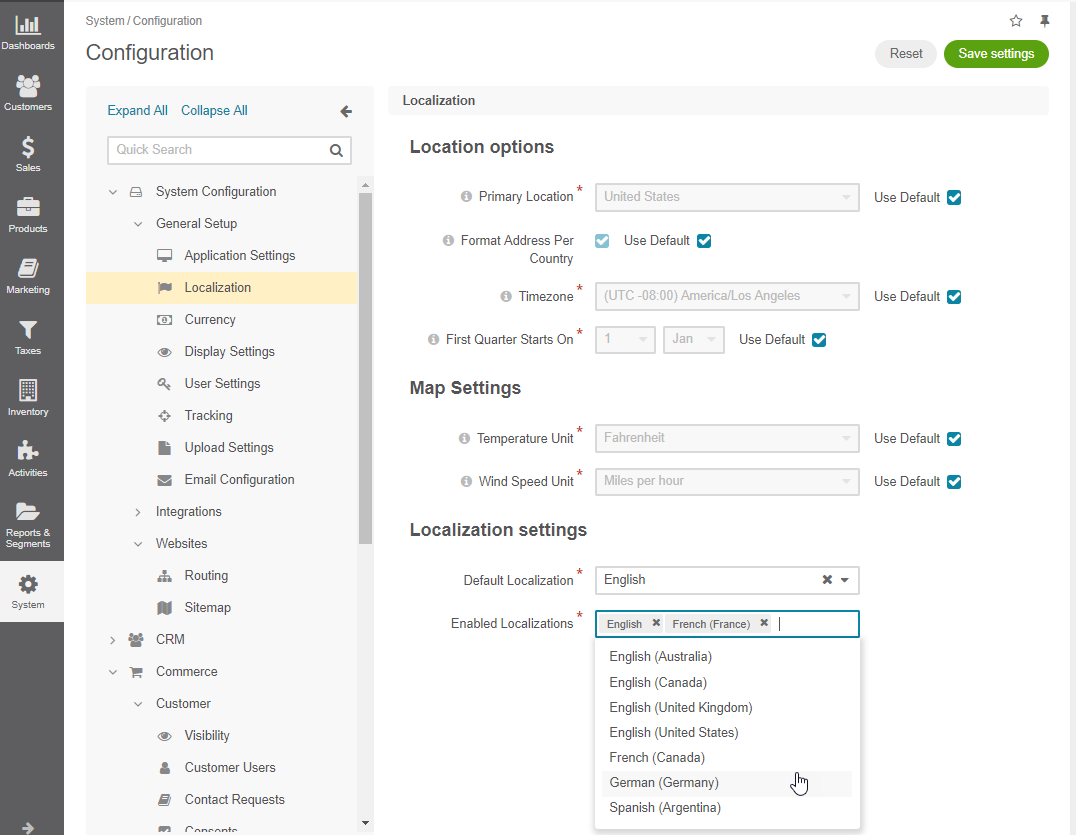 Dashboards
Customers
Sales
Products
Marketing
Taxes
Inventory
Activities
Reports &
Segments
System
System / Configuration
Configuration
Reset
Save settings
Expand All Collapse All
Quick Search
System Configuration
General Setup
Application Settings
Localization
Currency
Display Settings
User Settings
Tracking
Upload Settings
Email Configuration
Integrations
Websites
Routing
Sitemap
CRM
Commerce
Customer
Visibility
Customer Users
Contact Requests
Consents
Localization
Location options
Primary Location * United States Use Default
Format Address Per Use Default
Country
Timezone * (UTC -08:00) America/Los Angeles Use Default
First Quarter Starts On * 1 Jan Use Default
Map Settings
Temperature Unit * Fahrenheit Use Default
Wind Speed Unit * Miles per hour Use Default
Localization settings
Default Localization * English
Enabled Localizations * English French (France)
English (Australia)
English (Canada)
English (United Kingdom)
English (United States)
French (Canada)
German (Germany)
Spanish (Argentina)